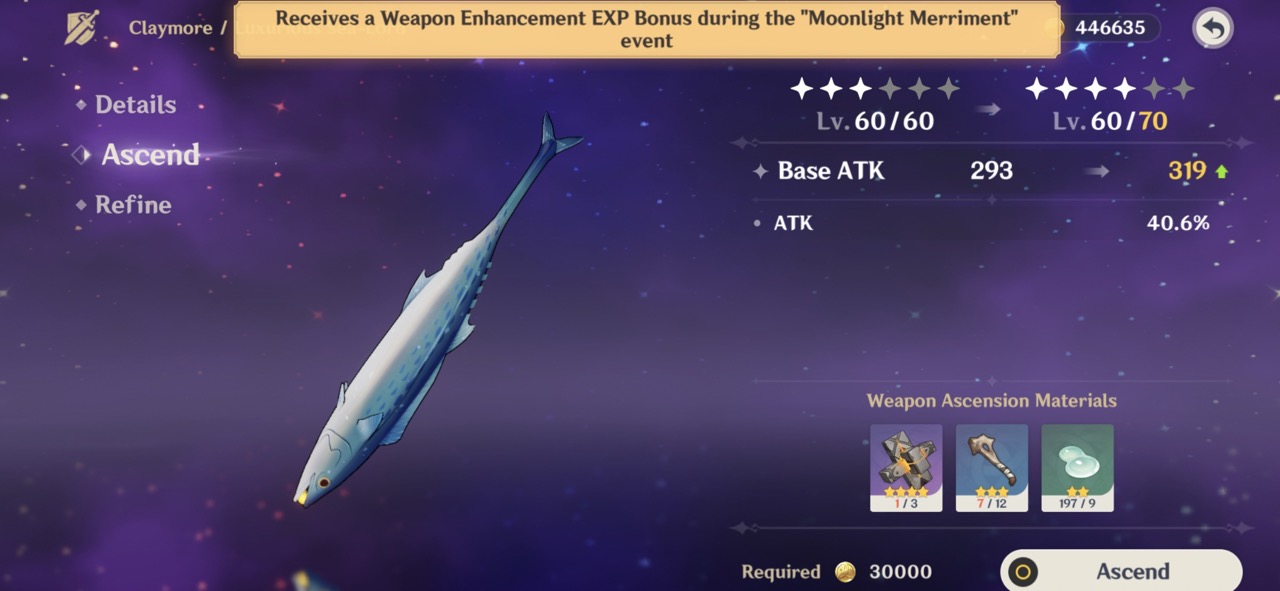 Receives a Weapon Enhancement EXP Bonus during the "Moonlight Merriment"
event
Claymore /
446635
Details
Ascend
Refine
Lv. 60/60
Lv. 60/70
Base ATK 293 319
ATK 40.6%
Weapon Ascension Materials
1 / 3
7 / 12
197 / 9
Required 30000
Ascend